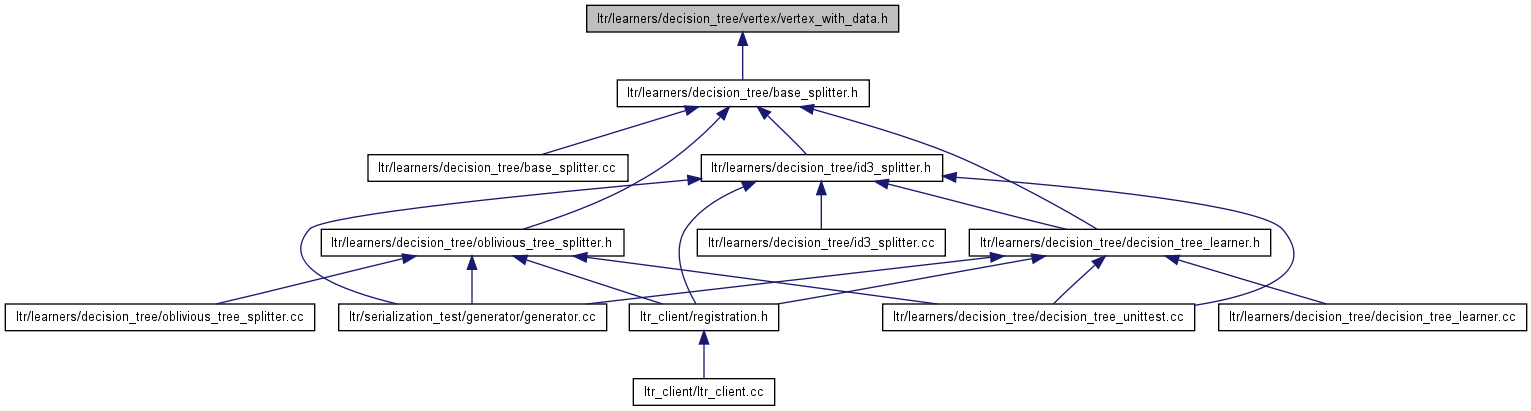 ltr/learners/decision_tree/vertex/vertex_with_data.h
ltr/learners/decision_tree/base_splitter.h
ltr/learners/decision_tree/base_splitter.cc
ltr/learners/decision_tree/id3_splitter.h
ltr/learners/decision_tree/oblivious_tree_splitter.h
ltr/learners/decision_tree/id3_splitter.cc
ltr/learners/decision_tree/decision_tree_learner.h
ltr/learners/decision_tree/oblivious_tree_splitter.cc
ltr/serialization_test/generator/generator.cc
ltr_client/registration.h
ltr/learners/decision_tree/decision_tree_unittest.cc
ltr/learners/decision_tree/decision_tree_learner.cc
ltr_client/ltr_client.cc